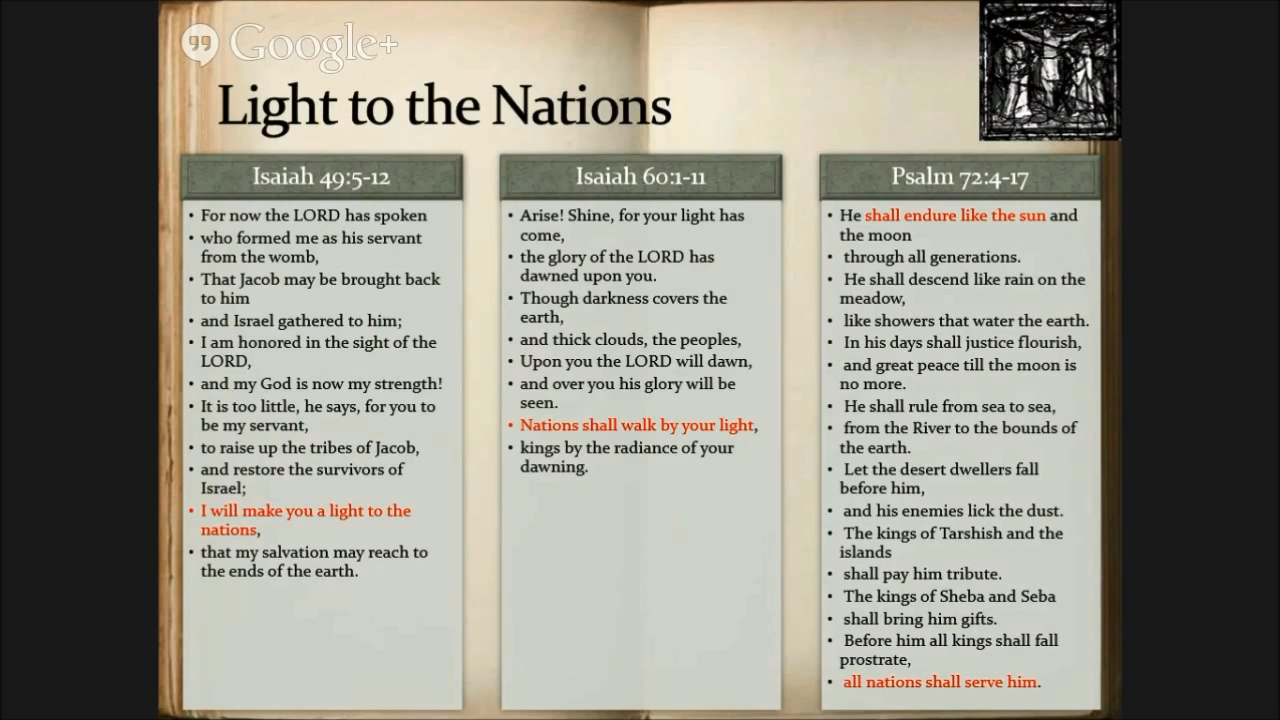 Google+
Light to the Nations
Isaiah 49:5-12
• For now the LORD has spoken
• who formed me as his servant
from the womb,
• That Jacob may be brought back
to him
• and Israel gathered to him;
• I am honored in the sight of the
LORD,
• and my God is now my strength!
• It is too little, he says, for you to
be my servant,
• to raise up the tribes of Jacob,
• and restore the survivors of
Israel;
• I will make you a light to the
nations,
• that my salvation may reach to
the ends of the earth.
Isaiah 60:1-11
• Arise! Shine, for your light has
come,
• the glory of the LORD has
dawned upon you.
• Though darkness covers the
earth,
• and thick clouds, the peoples,
• Upon you the LORD will dawn,
• and over you his glory will be
seen.
• Nations shall walk by your light,
• kings by the radiance of your
dawning.
Psalm 72:4-17
• He shall endure like the sun and
the moon
• through all generations.
• He shall descend like rain on the
meadow,
• like showers that water the earth.
• In his days shall justice flourish,
• and great peace till the moon is
no more.
• He shall rule from sea to sea,
• from the River to the bounds of
the earth.
• Let the desert dwellers fall
before him,
• and his enemies lick the dust.
• The kings of Tarshish and the
islands
• shall pay him tribute.
• The kings of Sheba and Seba
• shall bring him gifts.
• Before him all kings shall fall
prostrate,
• all nations shall serve him.